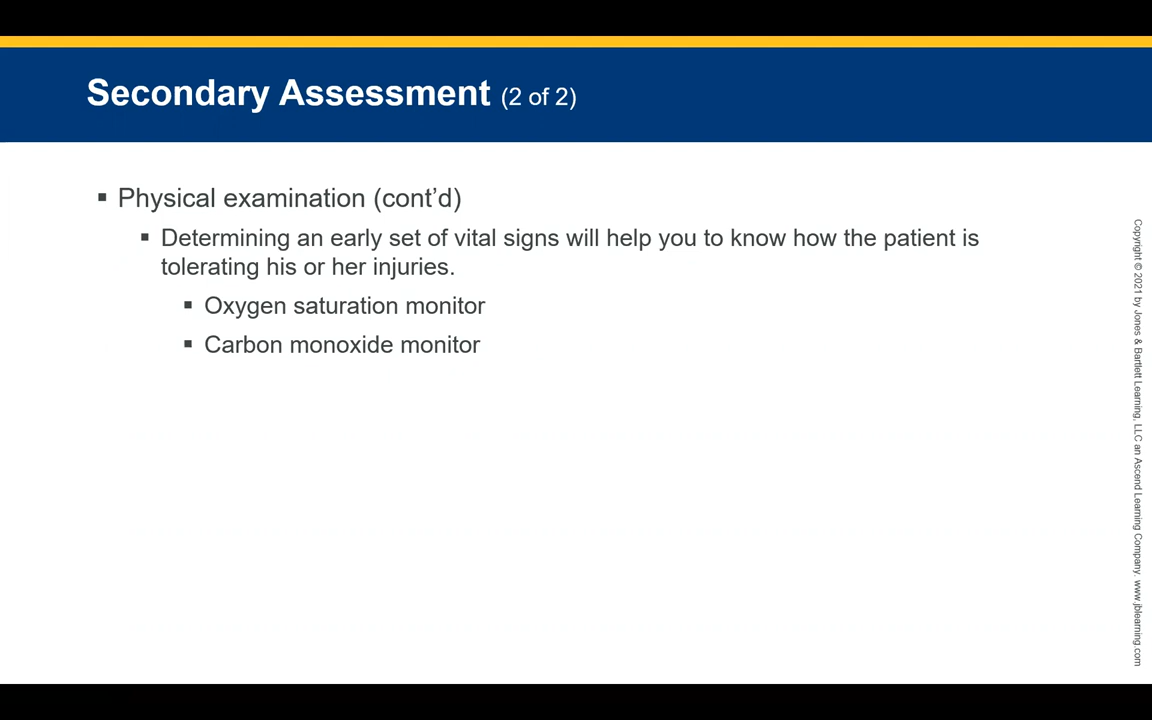 Secondary Assessment (2 of 2)
▪ Physical examination (cont’d)
▪ Determining an early set of vital signs will help you to know how the patient is
tolerating his or her injuries.
▪ Oxygen saturation monitor
▪ Carbon monoxide monitor
Copyright © 2021 by Jones & Bartlett Learning, LLC an Ascend Learning Company. www.jblearning.com